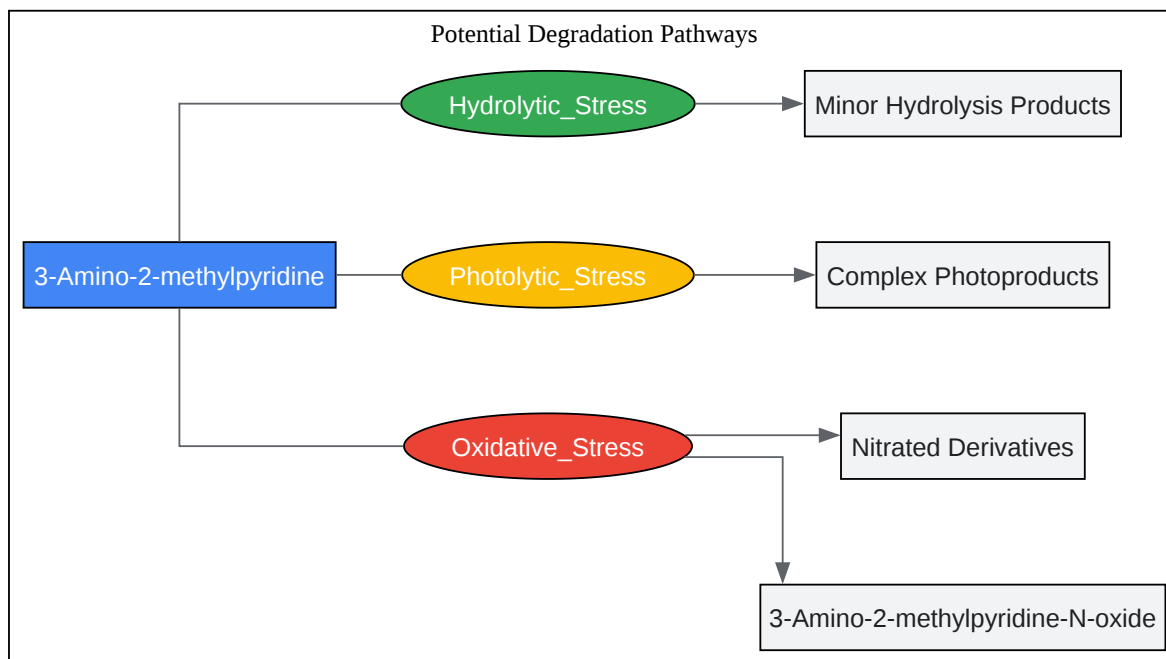 Potential Degradation Pathways
Hydrolytic_Stress
Minor Hydrolysis Products
3-Amino-2-methylpyridine
Photolytic_Stress
Complex Photoproducts
Oxidative_Stress
Nitrated Derivatives
3-Amino-2-methylpyridine-N-oxide